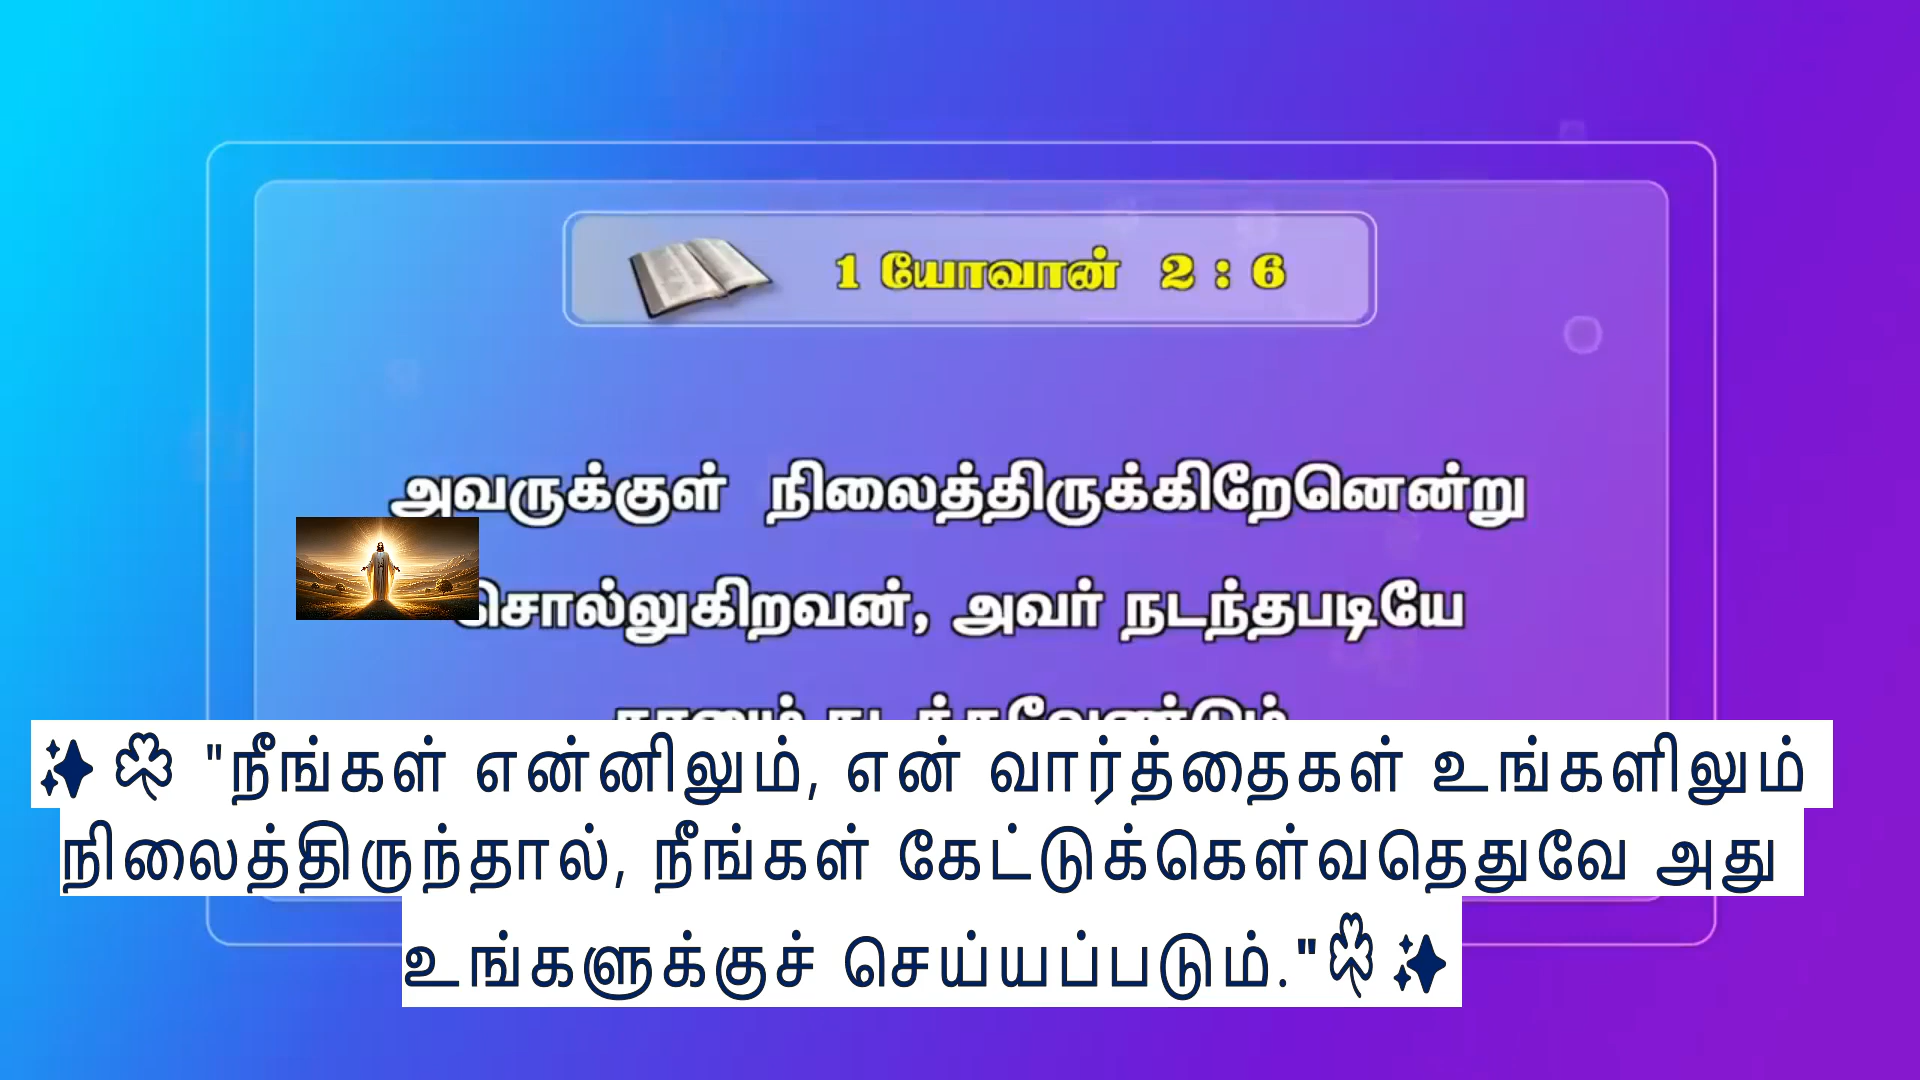 1 யோவான் 2 : 6
அவருக்குள் நிலைத்திருக்கிறேனென்று
சொல்லுகிறவன், அவர் நடந்தபடியே
✨☘ "நீங்கள் என்னிலும், என் வார்த்தைகள் உங்களிலும்
நிலைத்திருந்தால், நீங்கள் கேட்டுக்கெள்வதெதுவே அது
உங்களுக்குச் செய்யப்படும்."☘✨